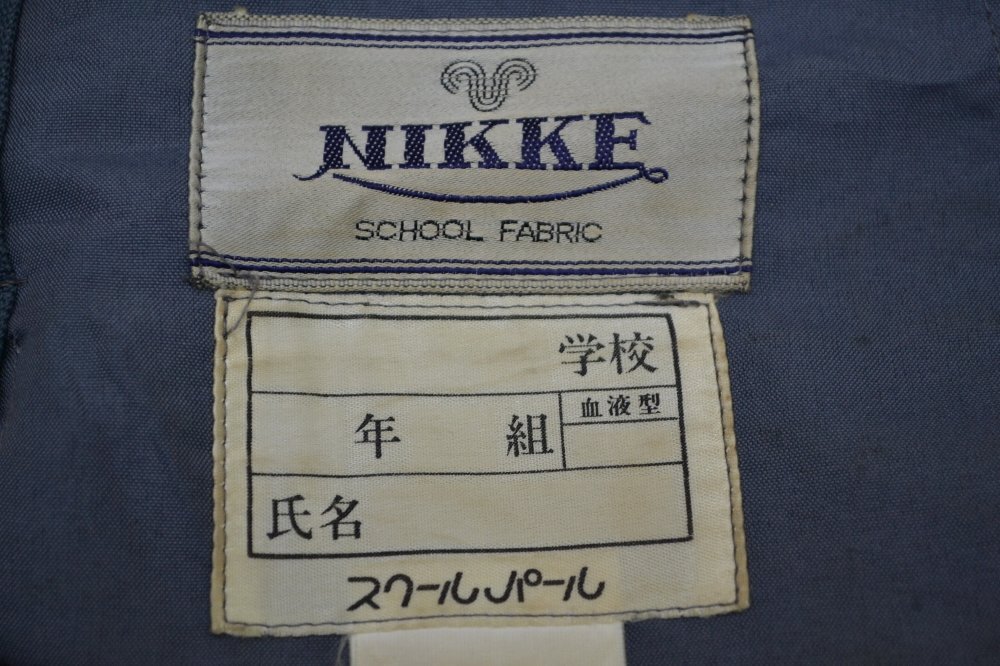 NIKKE
SCHOOL FABRIC
学校
年 組
血液型
氏名
スクールパール